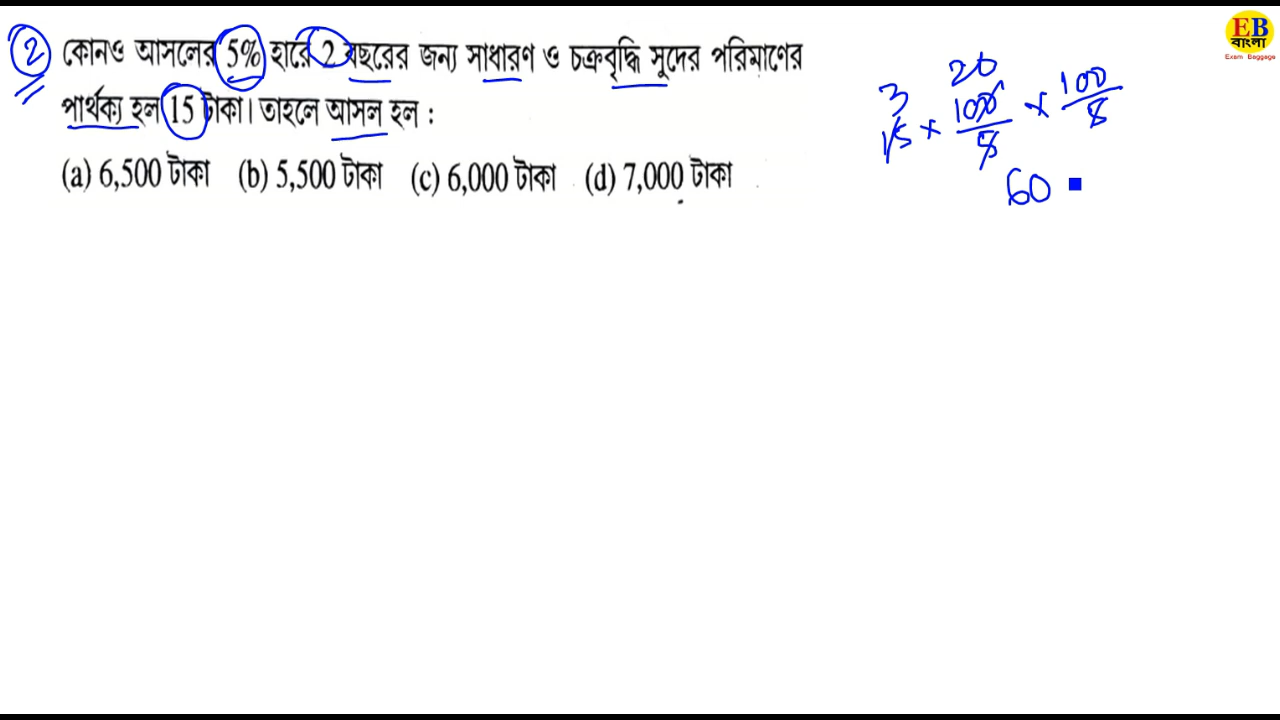 EB
বাংলা
Exam Baggage
2 কোনও আসলের 5% হারে 2 বছরের জন্য সাধারণ ও চক্রবৃদ্ধি সুদের পরিমাণের
পার্থক্য হল 15 টাকা। তাহলে আসল হল :
(a) 6,500 টাকা (b) 5,500 টাকা (c) 6,000 টাকা (d) 7,000 টাকা
3 20
15 × 100/5 × 100/5
60